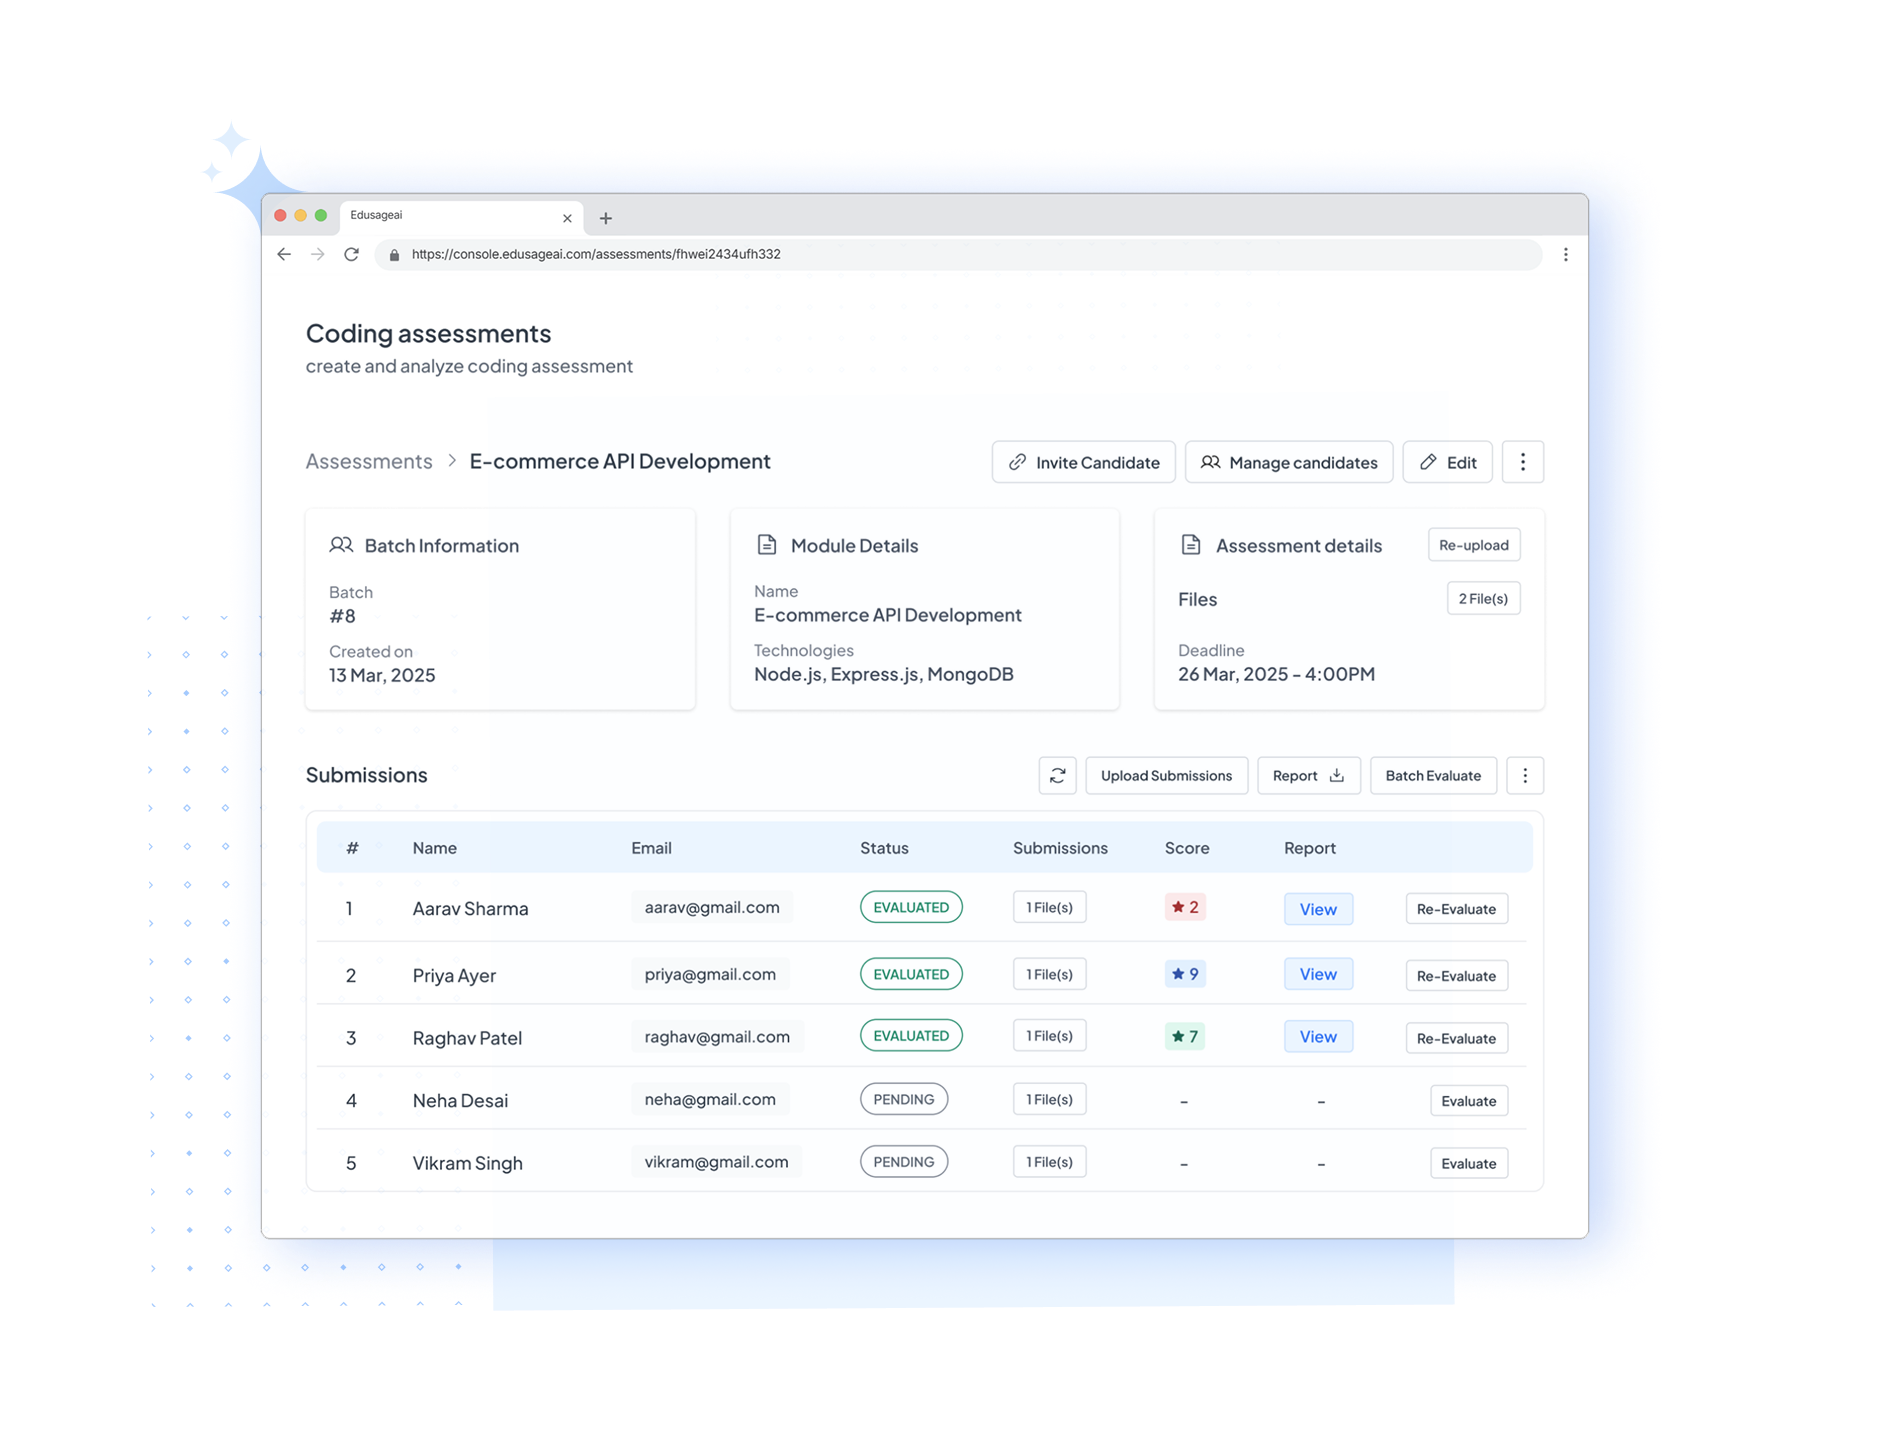 Edusageai
https://console.edusageai.com/assessments/fhwei2434ufh332
Coding assessments
create and analyze coding assessment
Assessments > E-commerce API Development
Invite Candidate
Manage candidates
Edit
Batch Information
Batch
#8
Created on
13 Mar, 2025
Module Details
Name
E-commerce API Development
Technologies
Node.js, Express.js, MongoDB
Assessment details
Re-upload
Files
2 File(s)
Deadline
26 Mar, 2025 - 4:00PM
Submissions
Upload Submissions
Report
Batch Evaluate
# Name Email Status Submissions Score Report
1 Aarav Sharma aarav@gmail.com EVALUATED 1 File(s) 2 View Re-Evaluate
2 Priya Ayer priya@gmail.com EVALUATED 1 File(s) 9 View Re-Evaluate
3 Raghav Patel raghav@gmail.com EVALUATED 1 File(s) 7 View Re-Evaluate
4 Neha Desai neha@gmail.com PENDING 1 File(s) - - Evaluate
5 Vikram Singh vikram@gmail.com PENDING 1 File(s) - - Evaluate